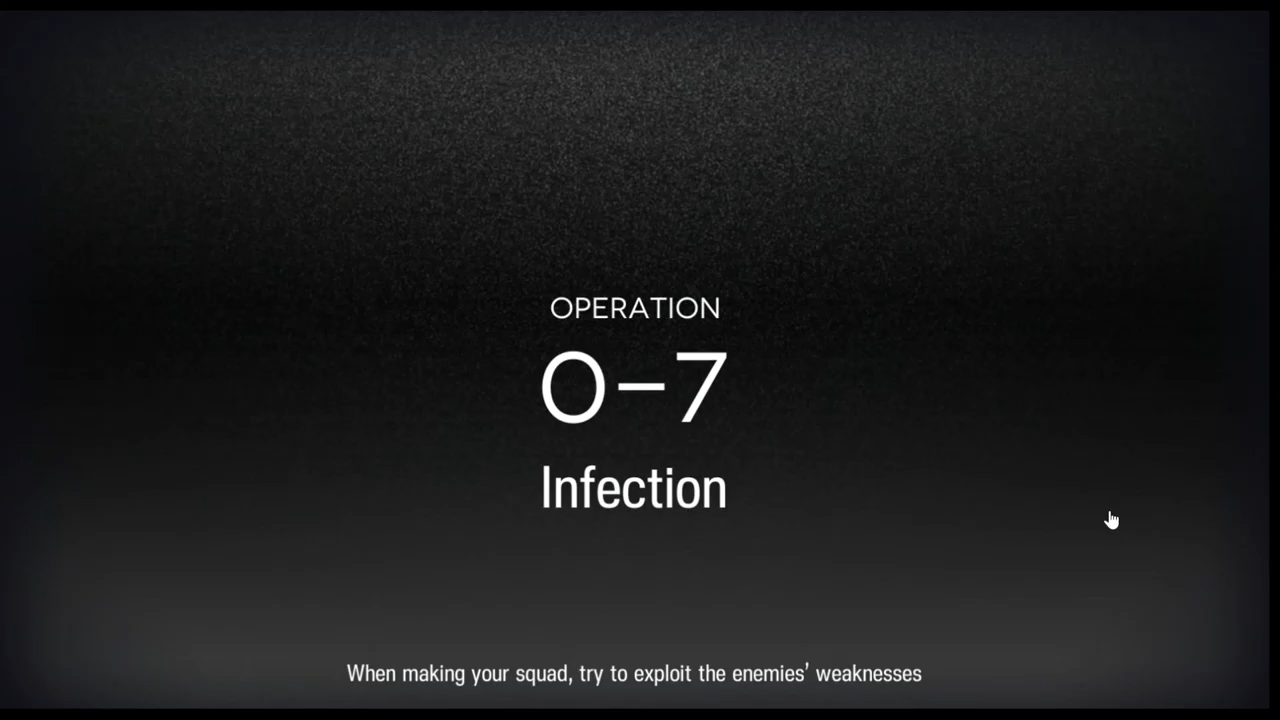 OPERATION
0-7
Infection
When making your squad, try to exploit the enemies' weaknesses